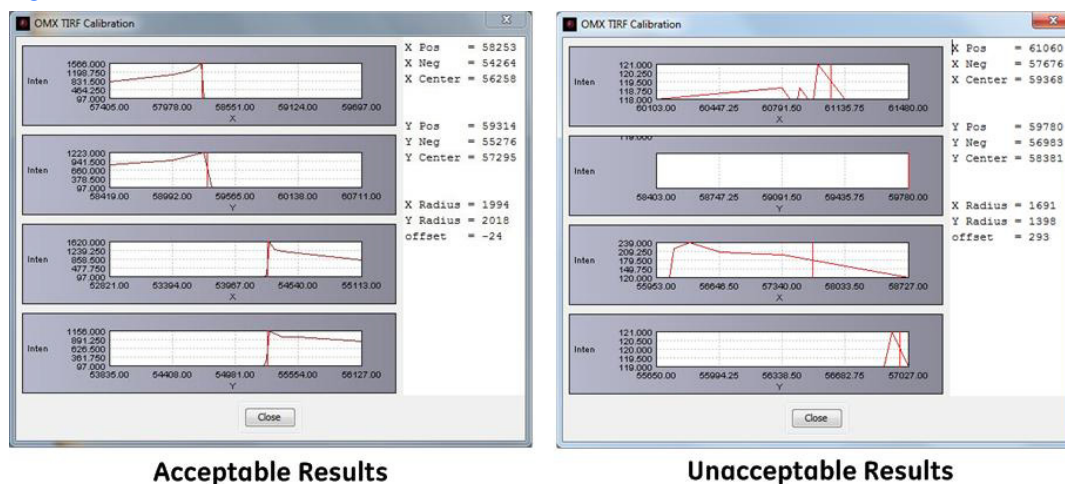 OMX TIRF Calibration
Inten
1566.000
1198.750
831.500
464.250
97.000
57405.00 57978.00 58551.00 59124.00 59697.00
X
Inten
1223.000
941.500
660.000
378.500
97.000
58419.00 58992.00 59565.00 60138.00 60711.00
Y
Inten
1620.000
1239.250
858.500
477.750
97.000
52821.00 53394.00 53967.00 54540.00 55113.00
X
Inten
1156.000
891.250
626.500
361.750
97.000
53835.00 54408.00 54981.00 55554.00 56127.00
Y
X Pos = 58253
X Neg = 54264
X Center = 56258
Y Pos = 59314
Y Neg = 55276
Y Center = 57295
X Radius = 1994
Y Radius = 2018
offset = -24
Close
Acceptable Results
OMX TIRF Calibration
Inten
121.000
120.250
119.500
118.750
118.000
60103.00 60447.25 60791.50 61135.75 61480.00
X
Inten
119.000
58403.00 58747.25 59091.50 59435.75 59780.00
Y
Inten
239.000
209.250
179.500
149.750
120.000
55953.00 56646.50 57340.00 58033.50 58727.00
X
Inten
121.000
120.500
120.000
119.500
119.000
55650.00 55994.25 56338.50 56682.75 57027.00
Y
X Pos = 61060
X Neg = 57676
X Center = 59368
Y Pos = 59780
Y Neg = 56983
Y Center = 58381
X Radius = 1691
Y Radius = 1398
offset = 293
Close
Unacceptable Results